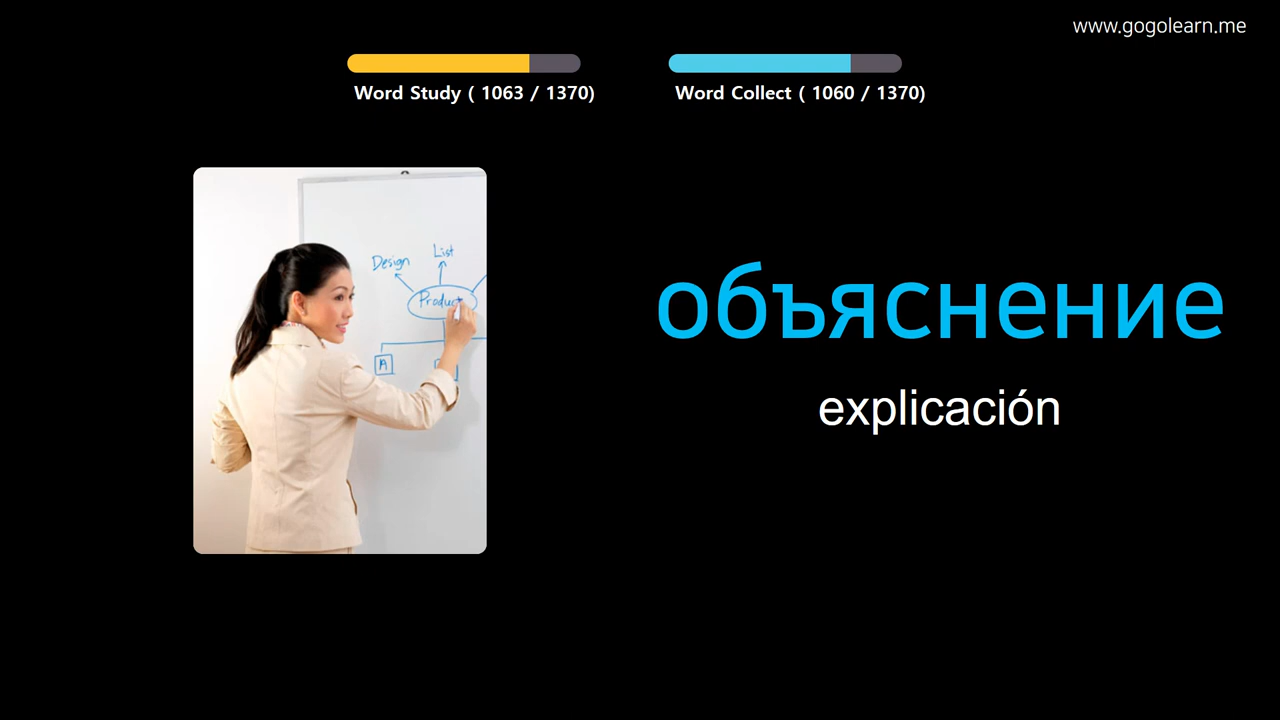 www.gogolearn.me
Word Study ( 1063 / 1370)
Word Collect ( 1060 / 1370)
Design
List
Product
A
объяснение
explicación